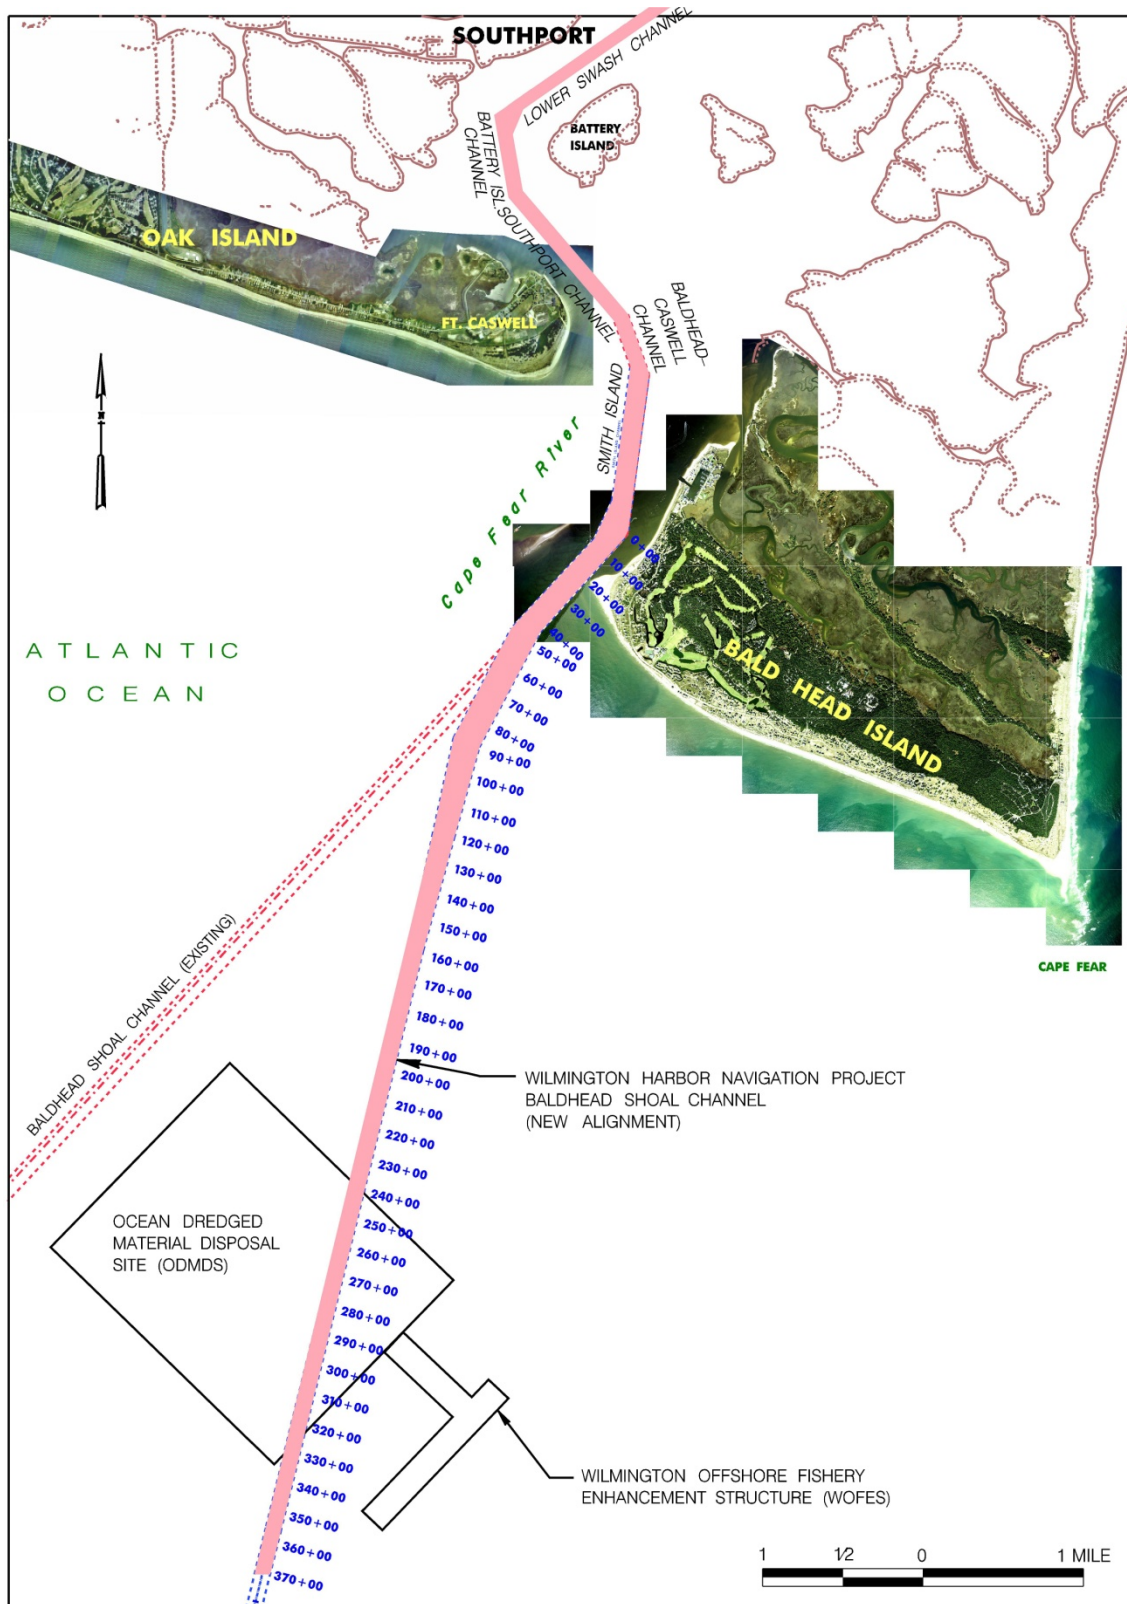 SOUTHPORT
LOWER SWASH CHANNEL
BATTERY
ISLAND
BATTERY ISL.
CHANNEL
SOUTHPORT CHANNEL
OAK ISLAND
FT. CASWELL
BALDHEAD-
CASWELL
CHANNEL
SMITH ISLAND
Cape Fear River
ATLANTIC
OCEAN
BALD HEAD ISLAND
CAPE FEAR
0+00
10+00
20+00
30+00
40+00
50+00
60+00
70+00
80+00
90+00
100+00
110+00
120+00
130+00
140+00
150+00
160+00
170+00
180+00
190+00
200+00
210+00
220+00
230+00
240+00
250+00
260+00
270+00
280+00
290+00
300+00
310+00
320+00
330+00
340+00
350+00
360+00
370+00
BALDHEAD SHOAL CHANNEL (EXISTING)
WILMINGTON HARBOR NAVIGATION PROJECT
BALDHEAD SHOAL CHANNEL
(NEW ALIGNMENT)
OCEAN DREDGED
MATERIAL DISPOSAL
SITE (ODMDS)
WILMINGTON OFFSHORE FISHERY
ENHANCEMENT STRUCTURE (WOFES)
1 1/2 0 1 MILE